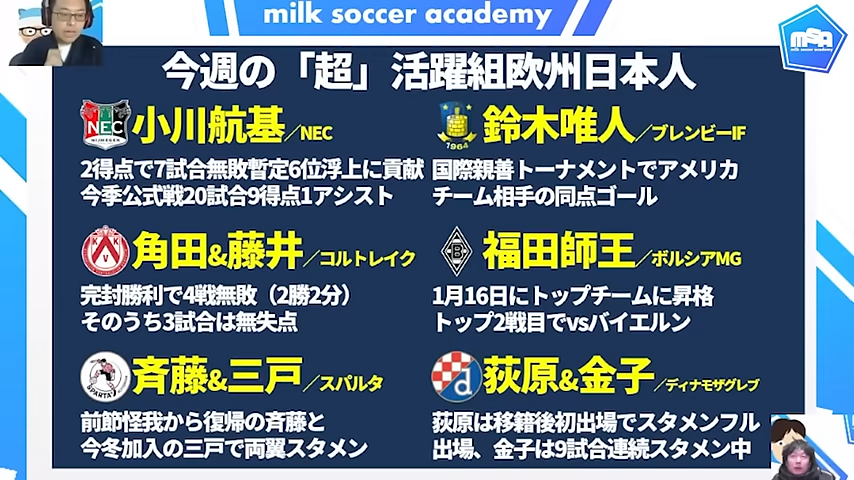 milk soccer academy
MSA
milk soccer academy
今週の「超」活躍組欧州日本人
NEC
NIJMEGEN
小川航基／NEC
2得点で7試合無敗暫定6位浮上に貢献
今季公式戦20試合9得点1アシスト
1964
鈴木唯人／ブレンビーIF
国際親善トーナメントでアメリカ
チーム相手の同点ゴール
K K
V
角田&藤井／コルトレイク
完封勝利で4戦無敗（2勝2分）
そのうち3試合は無失点
B
福田師王／ボルシアMG
1月16日にトップチームに昇格
トップ2戦目でvsバイエルン
SPARTA
斉藤&三戸／スパルタ
前節怪我から復帰の斉藤と
今冬加入の三戸で両翼スタメン
d
荻原&金子／ディナモザグレブ
荻原は移籍後初出場でスタメンフル
出場、金子は9試合連続スタメン中